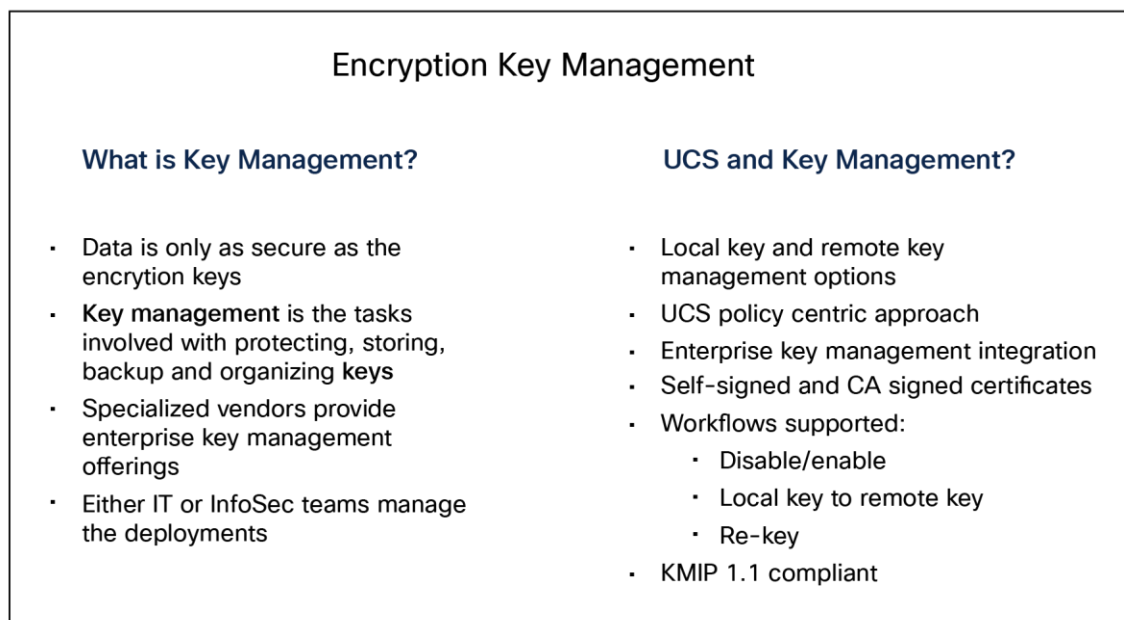 Encryption Key Management
What is Key Management?
▪ Data is only as secure as the
encrytion keys
▪ Key management is the tasks
involved with protecting, storing,
backup and organizing keys
▪ Specialized vendors provide
enterprise key management
offerings
▪ Either IT or InfoSec teams manage
the deployments
UCS and Key Management?
▪ Local key and remote key
management options
▪ UCS policy centric approach
▪ Enterprise key management integration
▪ Self-signed and CA signed certificates
▪ Workflows supported:
▪ Disable/enable
▪ Local key to remote key
▪ Re-key
▪ KMIP 1.1 compliant